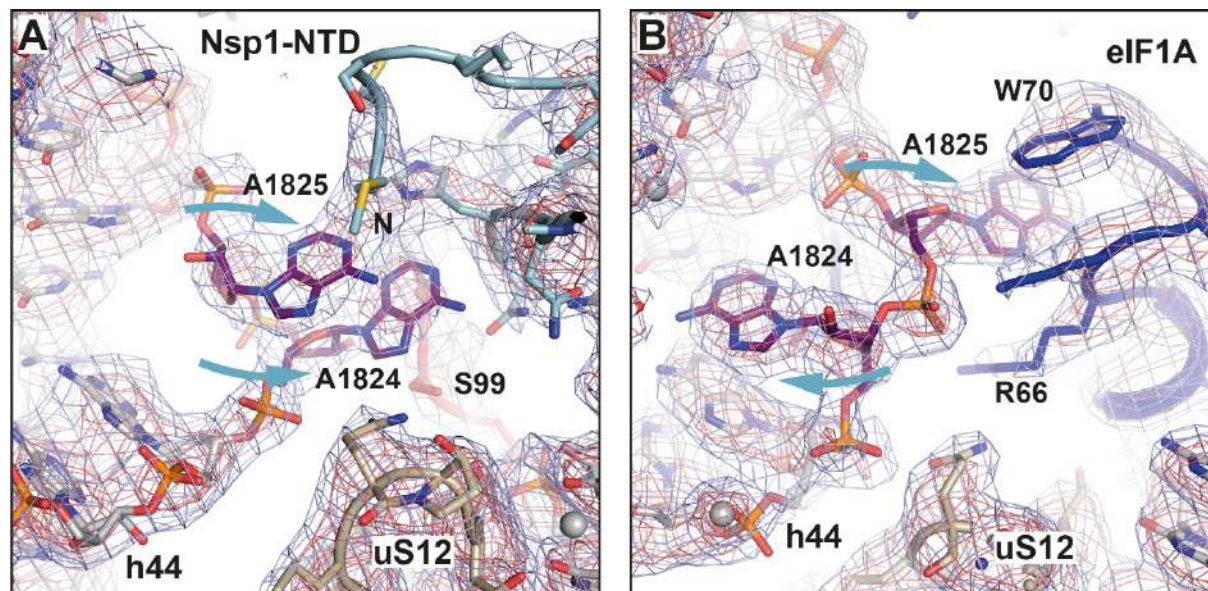 A
Nsp1-NTD
A1825
N
A1824
S99
uS12
h44
B
eIF1A
W70
A1825
A1824
R66
h44
uS12